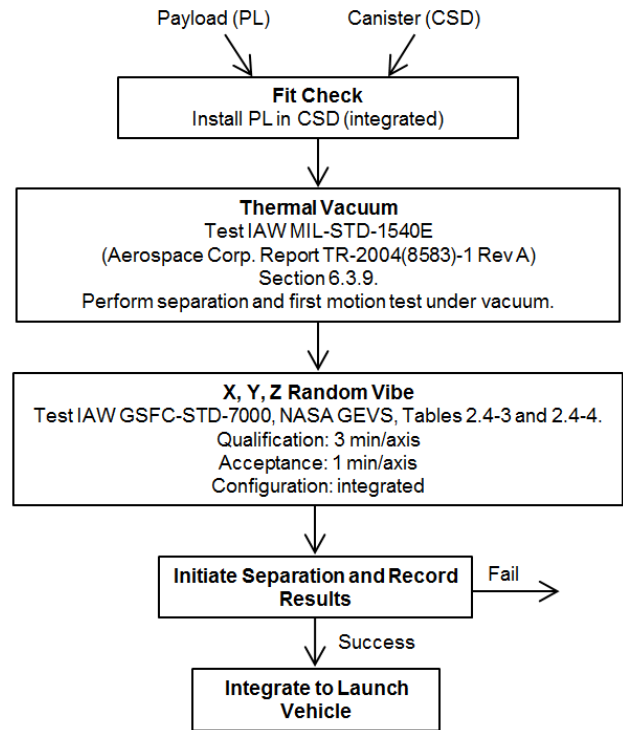 Payload (PL)
Canister (CSD)
Fit Check
Install PL in CSD (integrated)
Thermal Vacuum
Test IAW MIL-STD-1540E
(Aerospace Corp. Report TR-2004(8583)-1 Rev A)
Section 6.3.9.
Perform separation and first motion test under vacuum.
X, Y, Z Random Vibe
Test IAW GSFC-STD-7000, NASA GEVS, Tables 2.4-3 and 2.4-4.
Qualification: 3 min/axis
Acceptance: 1 min/axis
Configuration: integrated
Initiate Separation and Record
Results
Fail
Success
Integrate to Launch
Vehicle